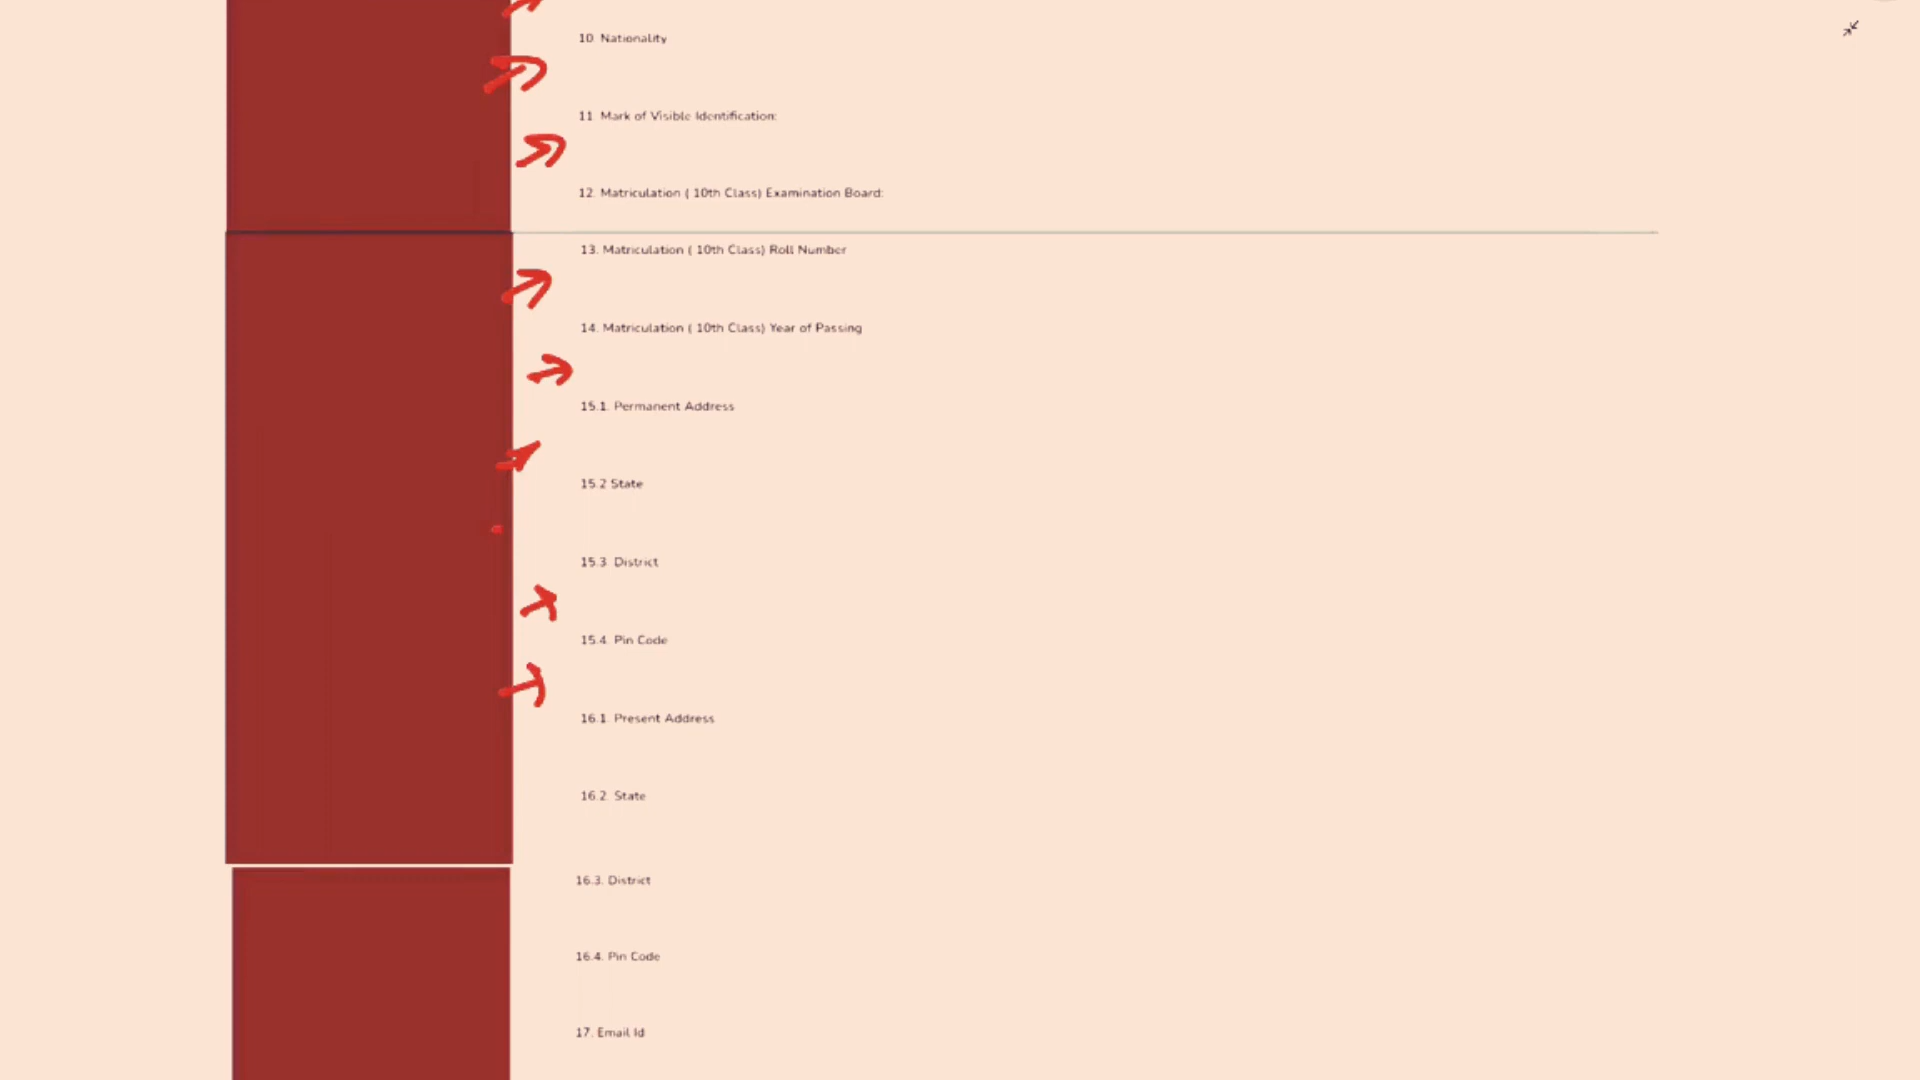 10. Nationality
11. Mark of Visible Identification:
12. Matriculation ( 10th Class) Examination Board:
13. Matriculation ( 10th Class) Roll Number
14. Matriculation ( 10th Class) Year of Passing
15.1. Permanent Address
15.2 State
15.3. District
15.4. Pin Code
16.1. Present Address
16.2. State
16.3. District
16.4. Pin Code
17. Email Id